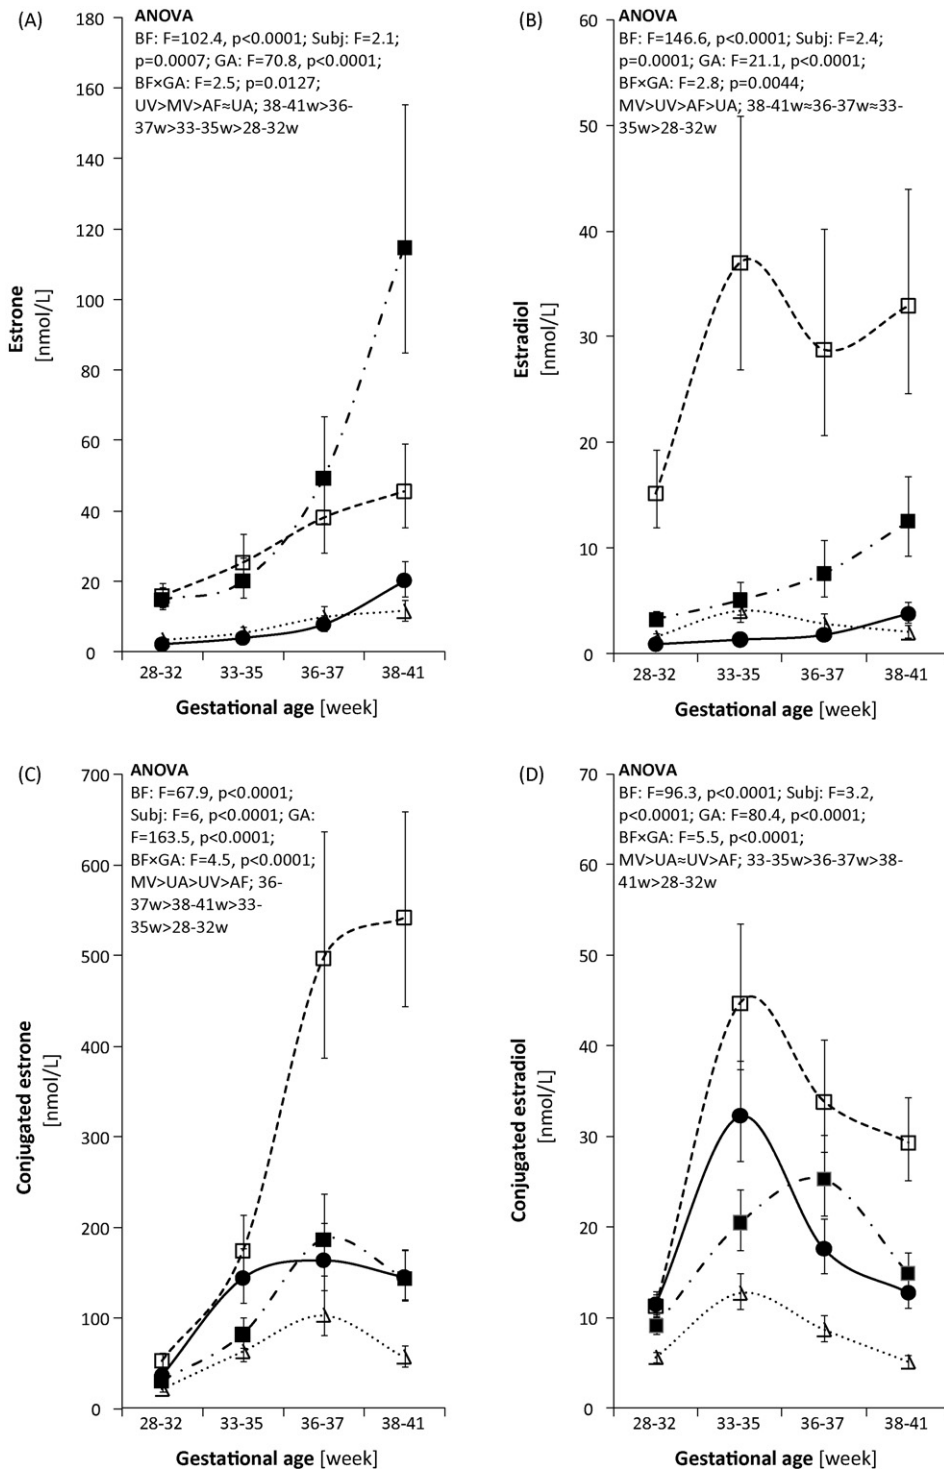 (A)
ANOVA
BF: F=102.4, p<0.0001; Subj: F=2.1;
p=0.0007; GA: F=70.8, p<0.0001;
BF×GA: F=2.5; p=0.0127;
UV>MV>AF≈UA; 38-41w>36-
37w>33-35w>28-32w
180
160
140
120
100
80
60
40
20
0
Estrone
[nmol/L]
28-32 33-35 36-37 38-41
Gestational age [week]
(B)
ANOVA
BF: F=146.6, p<0.0001; Subj: F=2.4;
p=0.0001; GA: F=21.1, p<0.0001;
BF×GA: F=2.8; p=0.0044;
MV>UV>AF>UA; 38-41w≈36-37w≈33-
35w>28-32w
60
50
40
30
20
10
0
Estradiol
[nmol/L]
28-32 33-35 36-37 38-41
Gestational age [week]
(C)
ANOVA
BF: F=67.9, p<0.0001;
Subj: F=6, p<0.0001; GA:
F=163.5, p<0.0001;
BF×GA: F=4.5, p<0.0001;
MV>UA>UV>AF; 36-
37w>38-41w>33-
35w>28-32w
700
600
500
400
300
200
100
0
Conjugated estrone
[nmol/L]
28-32 33-35 36-37 38-41
Gestational age [week]
(D)
ANOVA
BF: F=96.3, p<0.0001; Subj: F=3.2,
p<0.0001; GA: F=80.4, p<0.0001;
BF×GA: F=5.5, p<0.0001;
MV>UA≈UV>AF; 33-35w>36-37w>38-
41w>28-32w
70
60
50
40
30
20
10
0
Conjugated estradiol
[nmol/L]
28-32 33-35 36-37 38-41
Gestational age [week]